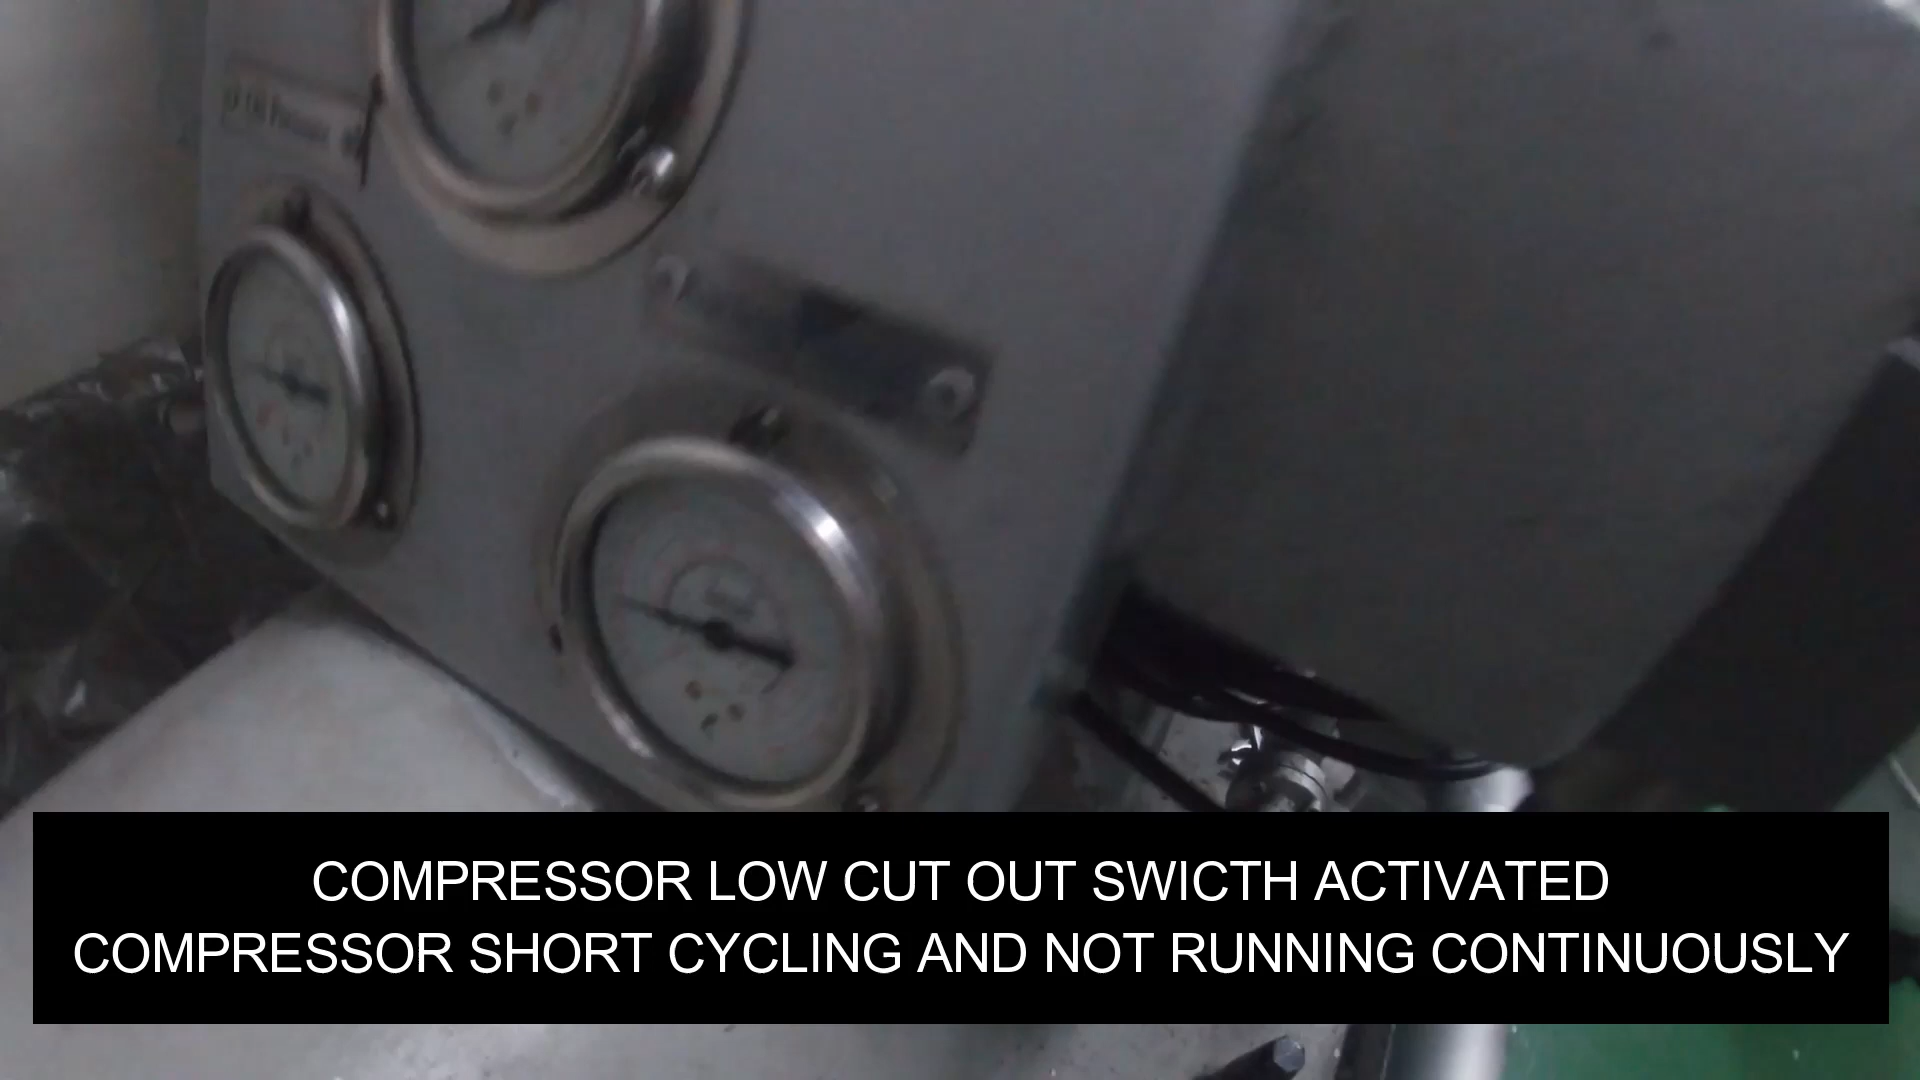 COMPRESSOR LOW CUT OUT SWICTH ACTIVATED
COMPRESSOR SHORT CYCLING AND NOT RUNNING CONTINUOUSLY